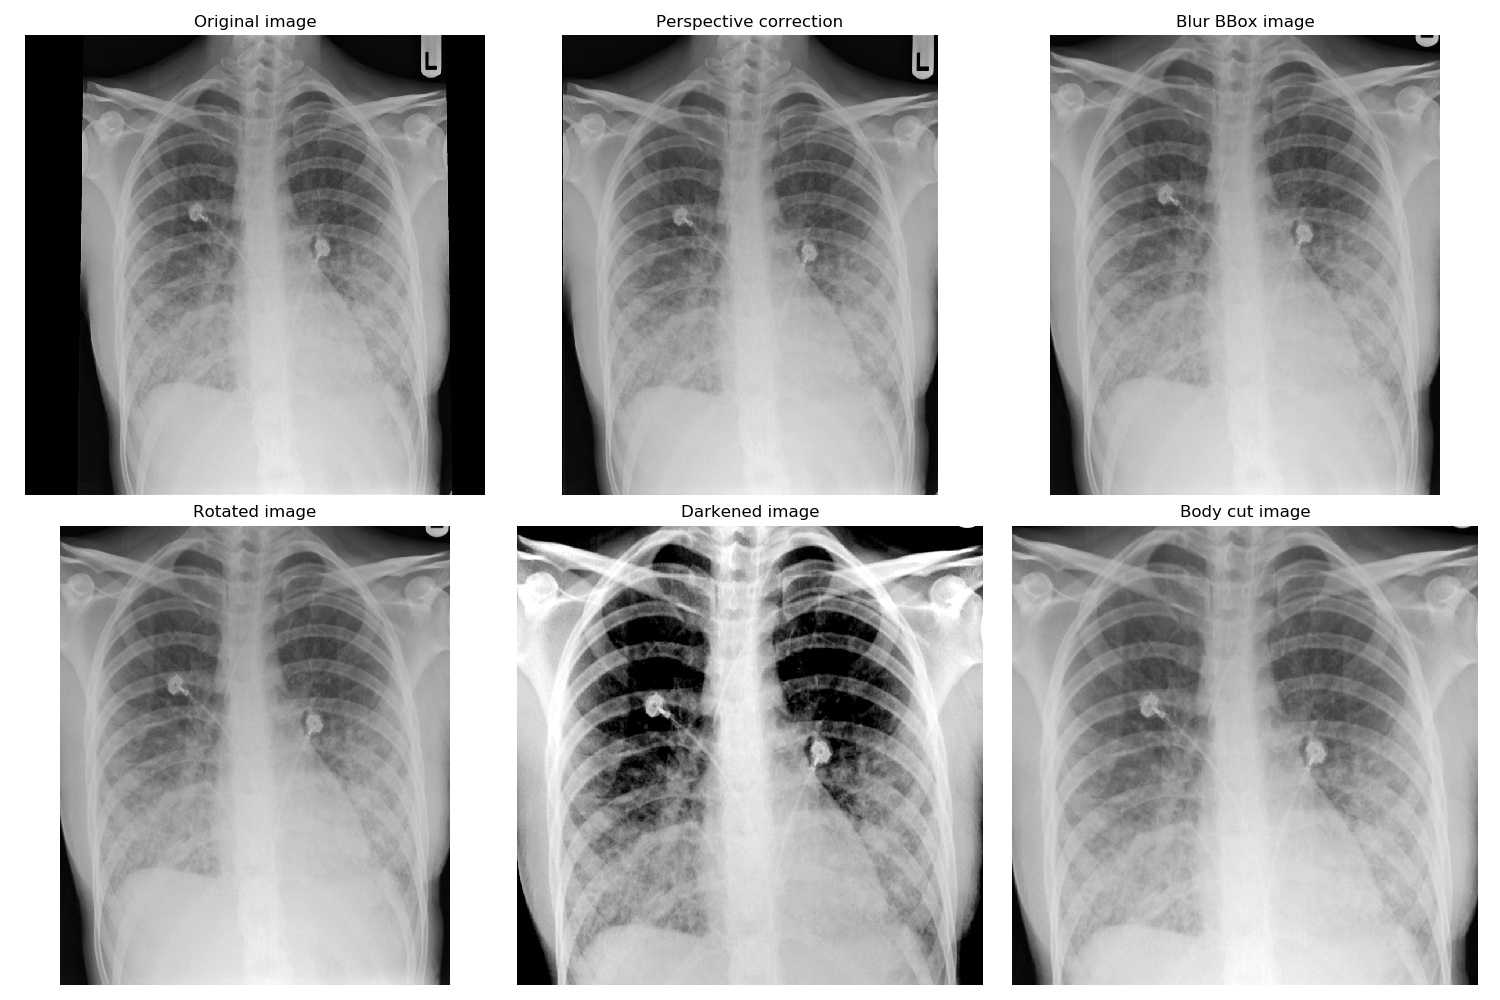 Original image
Perspective correction
Blur BBox image
L
L
Rotated image
Darkened image
Body cut image